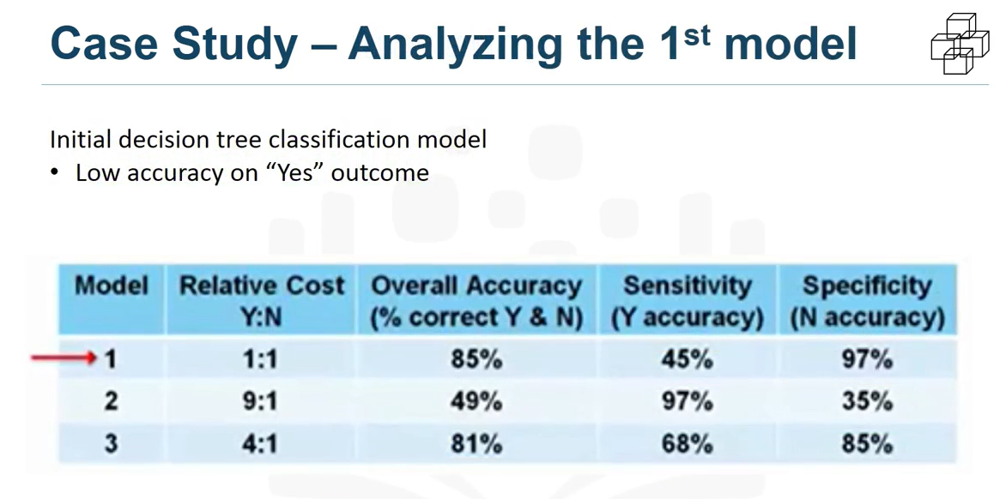 Case Study – Analyzing the 1st model
Initial decision tree classification model
• Low accuracy on “Yes” outcome
Model Relative Cost Y:N Overall Accuracy (% correct Y & N) Sensitivity (Y accuracy) Specificity (N accuracy)
1 1:1 85% 45% 97%
2 9:1 49% 97% 35%
3 4:1 81% 68% 85%